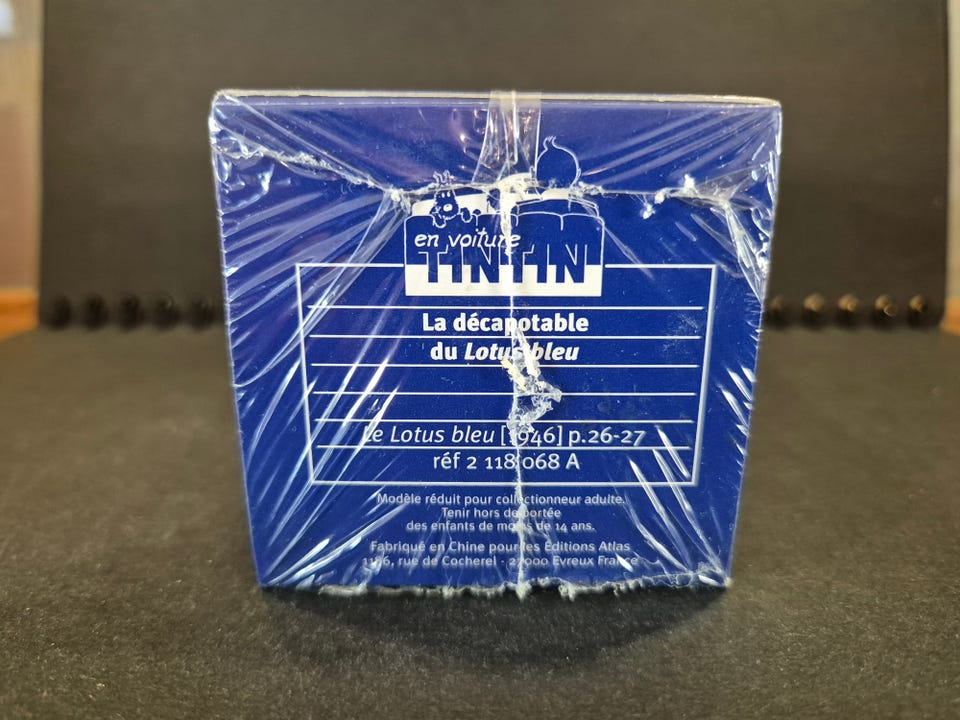 en voiture
TINTIN
La décapotable
du Lotus bleu
Le Lotus bleu [1946] p.26-27
réf 2 118 068 A
Modèle réduit pour collectionneur adulte.
Tenir hors de portée
des enfants de moins de 14 ans.
Fabriqué en Chine pour les Éditions Atlas
1186, rue de Cocherel - 27000 Evreux France